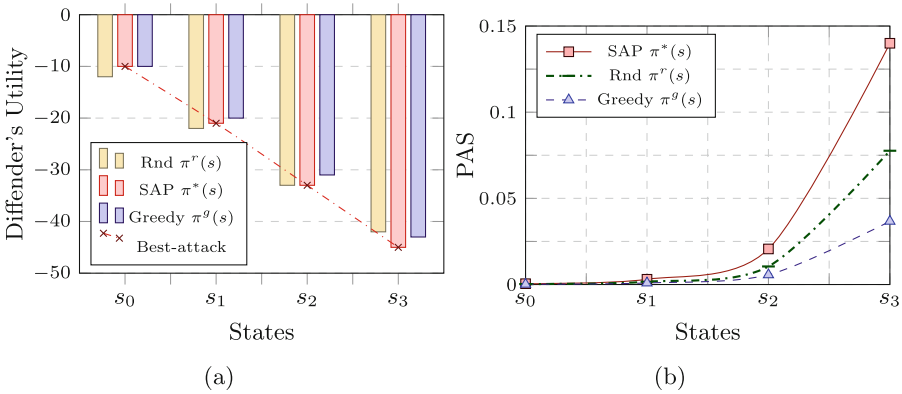 Diffender's Utility
0
−10
−20
−30
−40
−50
Rnd π^r(s)
SAP π*(s)
Greedy π^g(s)
Best-attack
s₀ s₁ s₂ s₃
States
(a)
PAS
0.15
0.1
0.05
0
SAP π*(s)
Rnd π^r(s)
Greedy π^g(s)
s₀ s₁ s₂ s₃
States
(b)